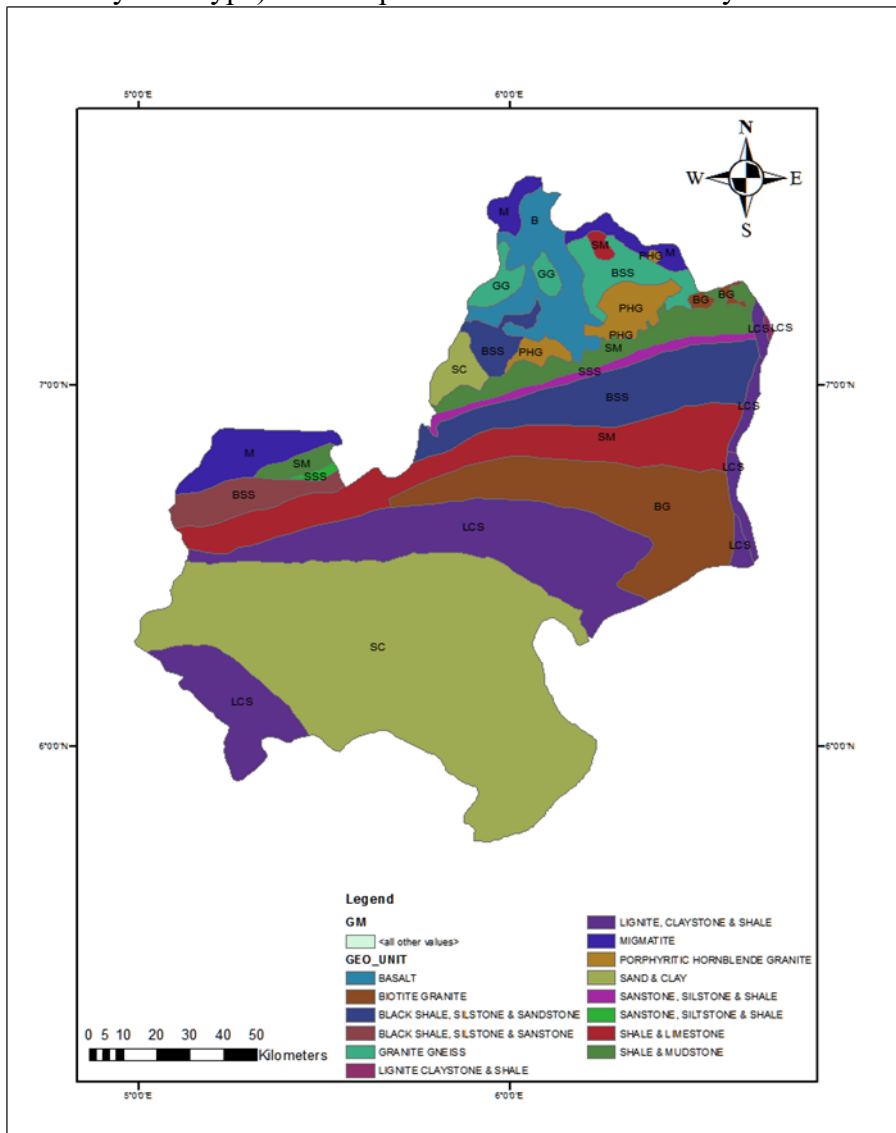 5°0'0"E 6°0'0"E
N
W E
S
M
B
SM
PHG M
BSS
GG
GG
BG
BG
PHG
LCS LCS
PHG
SM
BSS PHG
SC
SSS
7°0'0"N 7°0'0"N
BSS
LCS
SM
M
SM
SSS
LCS
BSS
BG
LCS
LCS
SC
LCS
6°0'0"N 6°0'0"N
Legend
GM
<all other values>
GEO_UNIT
BASALT
BIOTITE GRANITE
BLACK SHALE, SILSTONE & SANDSTONE
BLACK SHALE, SILSTONE & SANSTONE
GRANITE GNEISS
LIGNITE CLAYSTONE & SHALE
LIGNITE, CLAYSTONE & SHALE
MIGMATITE
PORPHYRITIC HORNBLENDE GRANITE
SAND & CLAY
SANSTONE, SILSTONE & SHALE
SANSTONE, SILTSTONE & SHALE
SHALE & LIMESTONE
SHALE & MUDSTONE
0 5 10 20 30 40 50
Kilometers
5°0'0"E 6°0'0"E